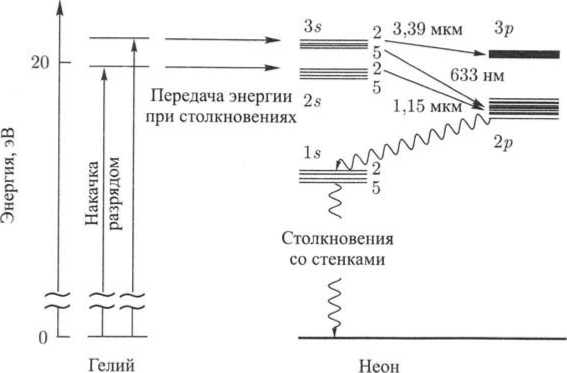 Энергия, эВ
20
0
Накачка
разрядом
Гелий
Передача энергии
при столкновениях
3s
2
5
2
5
2s
3,39 мкм
3p
633 нм
1,15 мкм
2p
1s
2
5
Столкновения
со стенками
Неон